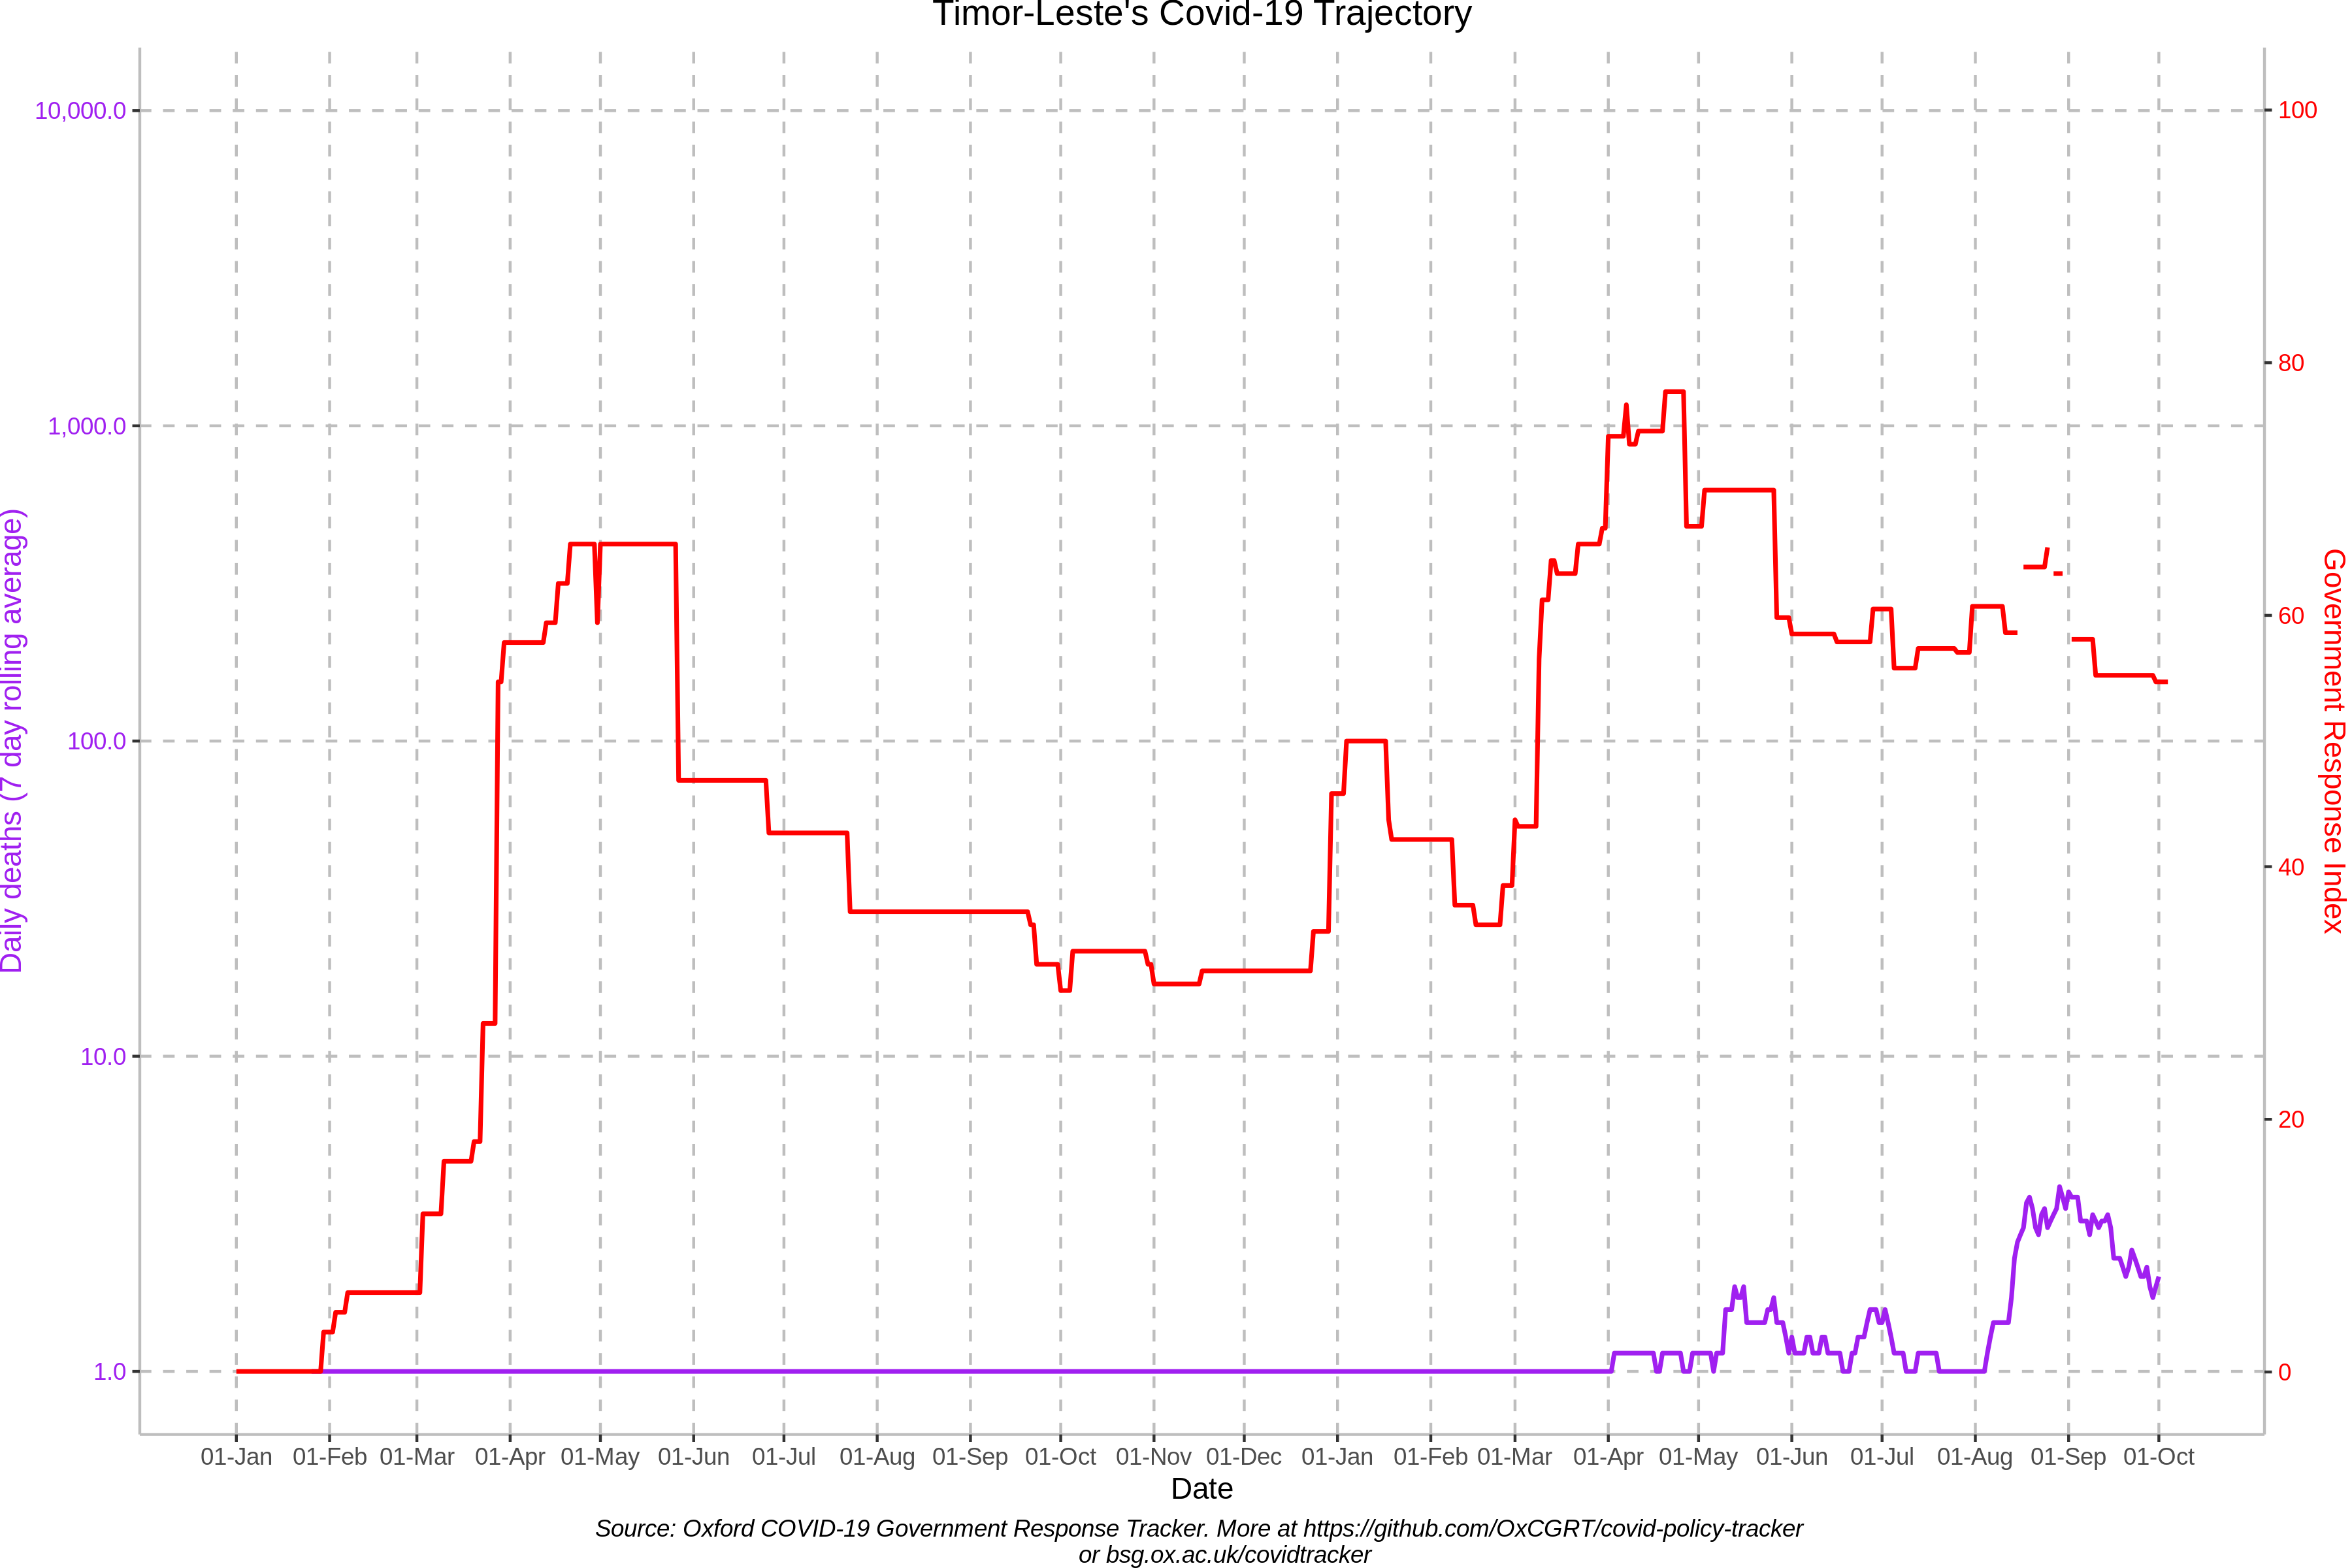 Timor-Leste's Covid-19 Trajectory
Daily deaths (7 day rolling average)
10,000.0
1,000.0
100.0
10.0
1.0
100
80
60
40
20
0
Government Response Index
01-Jan 01-Feb 01-Mar 01-Apr 01-May 01-Jun 01-Jul 01-Aug 01-Sep 01-Oct 01-Nov 01-Dec 01-Jan 01-Feb 01-Mar 01-Apr 01-May 01-Jun 01-Jul 01-Aug 01-Sep 01-Oct
Date
Source: Oxford COVID-19 Government Response Tracker. More at https://github.com/OxCGRT/covid-policy-tracker
or bsg.ox.ac.uk/covidtracker